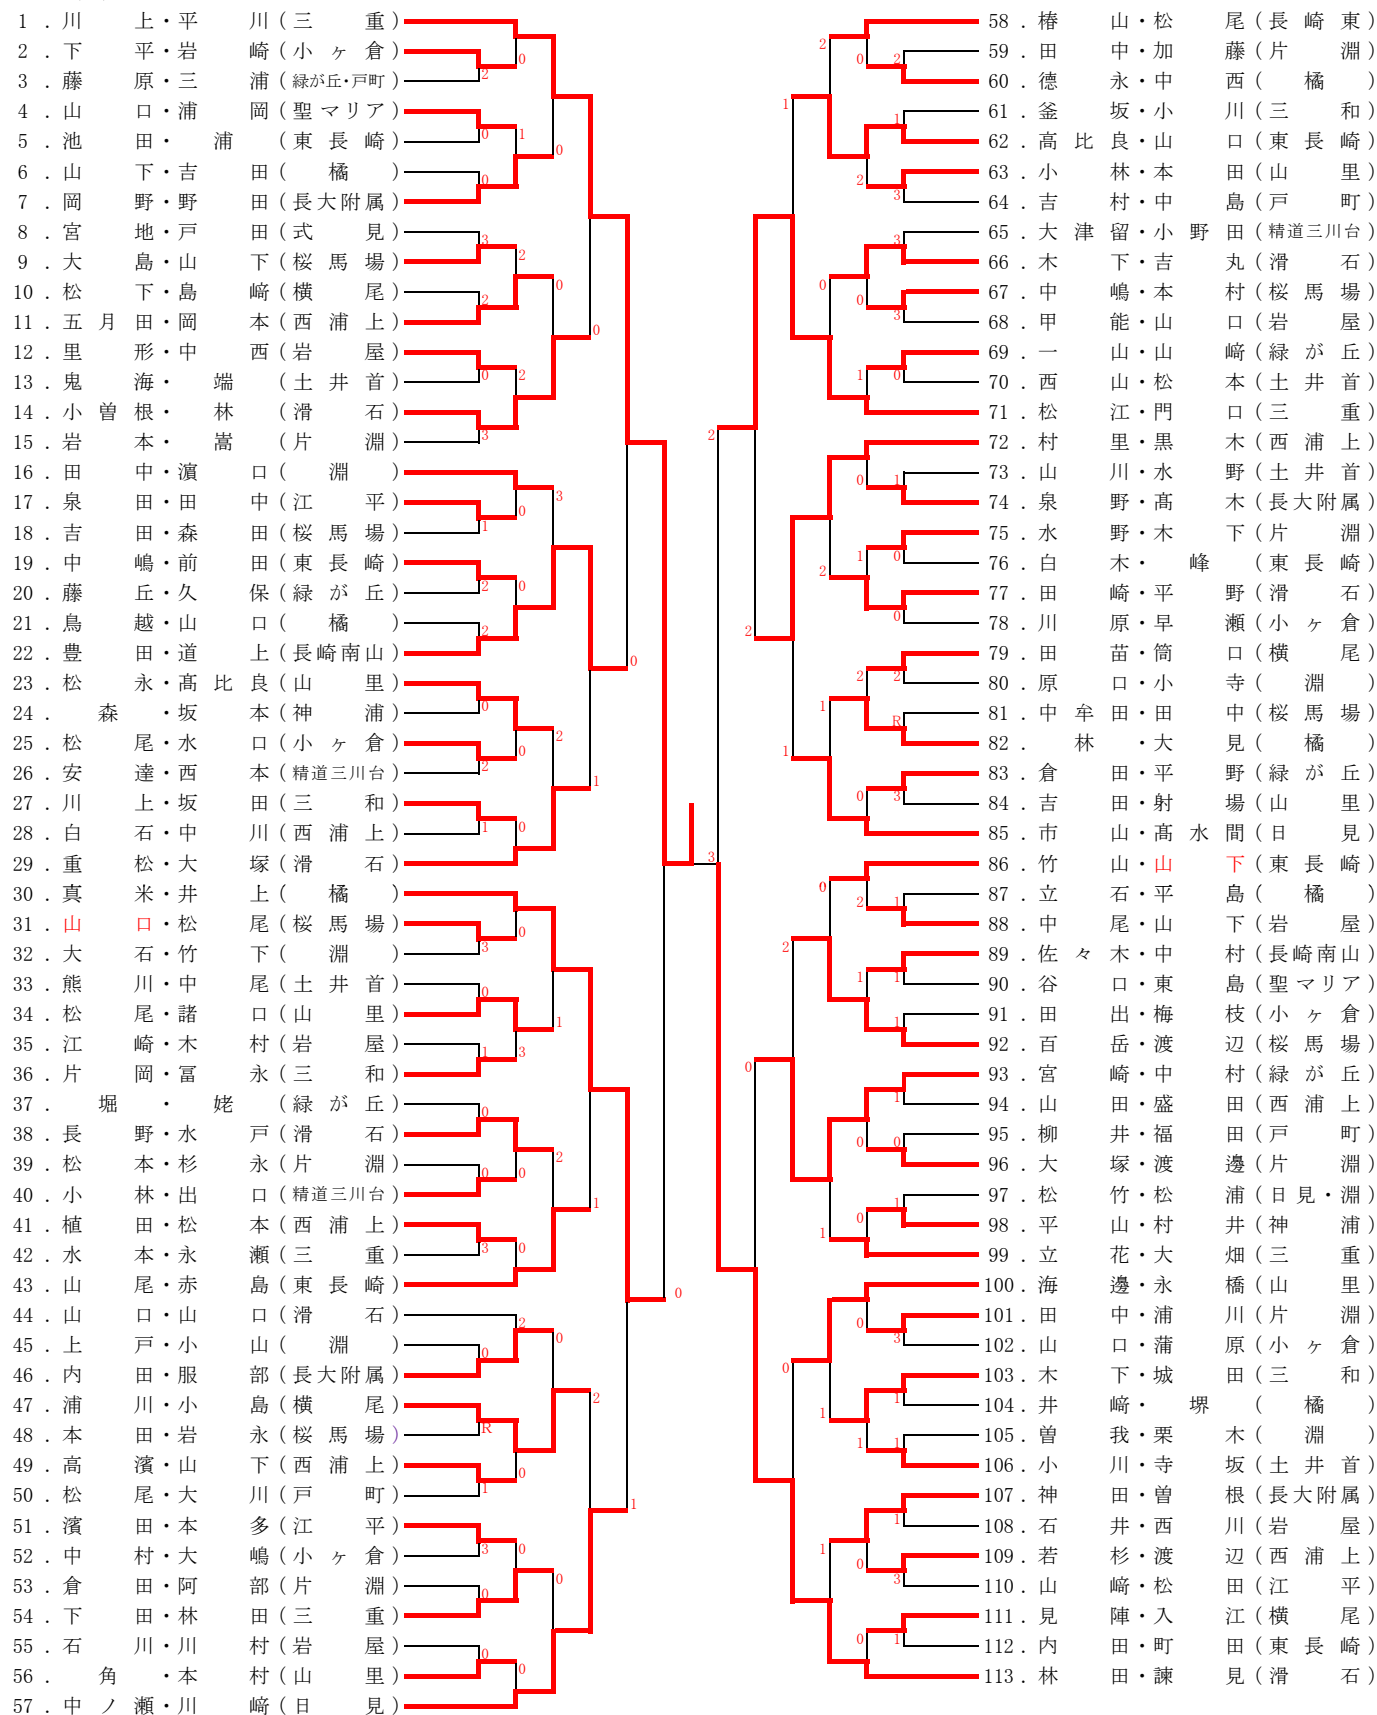 1 . 川上・平川 (三重)
2 . 下平・岩崎 (小ヶ倉)
3 . 藤原・三浦 (緑が丘・戸町)
4 . 山口・浦岡 (聖マリア)
5 . 池田・浦 (東長崎)
6 . 山下・吉田 (橘)
7 . 岡野・野田 (長大附属)
8 . 宮地・戸田 (式見)
9 . 大島・山下 (桜馬場)
10 . 松下・島﨑 (横尾)
11 . 五月田・岡本 (西浦上)
12 . 里形・中西 (岩屋)
13 . 鬼海・端 (土井首)
14 . 小曽根・林 (滑石)
15 . 岩本・嵩 (片淵)
16 . 田中・濵口 (淵)
17 . 泉田・田中 (江平)
18 . 吉田・森田 (桜馬場)
19 . 中嶋・前田 (東長崎)
20 . 藤丘・久保 (緑が丘)
21 . 鳥越・山口 (橘)
22 . 豊田・道上 (長崎南山)
23 . 松永・髙比良 (山里)
24 . 森・坂本 (神浦)
25 . 松尾・水口 (小ヶ倉)
26 . 安達・西本 (精道三川台)
27 . 川上・坂田 (三和)
28 . 白石・中川 (西浦上)
29 . 重松・大塚 (滑石)
30 . 真米・井上 (橘)
31 . 山口・松尾 (桜馬場)
32 . 大石・竹下 (淵)
33 . 熊川・中尾 (土井首)
34 . 松尾・諸口 (山里)
35 . 江崎・木村 (岩屋)
36 . 片岡・冨永 (三和)
37 . 堀・姥 (緑が丘)
38 . 長野・水戸 (滑石)
39 . 松本・杉永 (片淵)
40 . 小林・出口 (精道三川台)
41 . 植田・松本 (西浦上)
42 . 水本・永瀬 (三重)
43 . 山尾・赤島 (東長崎)
44 . 山口・山口 (滑石)
45 . 上戸・小山 (淵)
46 . 内田・服部 (長大附属)
47 . 浦川・小島 (横尾)
48 . 本田・岩永 (桜馬場)
49 . 高濱・山下 (西浦上)
50 . 松尾・大川 (戸町)
51 . 濱田・本多 (江平)
52 . 中村・大嶋 (小ヶ倉)
53 . 倉田・阿部 (片淵)
54 . 下田・林田 (三重)
55 . 石川・川村 (岩屋)
56 . 角・本村 (山里)
57 . 中ノ瀬・川﨑 (日見)
58 . 椿山・松尾 (長崎東)
59 . 田中・加藤 (片淵)
60 . 德永・中西 (橘)
61 . 釜坂・小川 (三和)
62 . 高比良・山口 (東長崎)
63 . 小林・本田 (山里)
64 . 吉村・中島 (戸町)
65 . 大津留・小野田 (精道三川台)
66 . 木下・吉丸 (滑石)
67 . 中嶋・本村 (桜馬場)
68 . 甲能・山口 (岩屋)
69 . 一山・山﨑 (緑が丘)
70 . 西山・松本 (土井首)
71 . 松江・門口 (三重)
72 . 村里・黒木 (西浦上)
73 . 山川・水野 (土井首)
74 . 泉野・髙木 (長大附属)
75 . 水野・木下 (片淵)
76 . 白木・峰 (東長崎)
77 . 田崎・平野 (滑石)
78 . 川原・早瀬 (小ヶ倉)
79 . 田苗・筒口 (横尾)
80 . 原口・小寺 (淵)
81 . 中牟田・田中 (桜馬場)
82 . 林・大見 (橘)
83 . 倉田・平野 (緑が丘)
84 . 吉田・射場 (山里)
85 . 市山・髙水間 (日見)
86 . 竹山・山下 (東長崎)
87 . 立石・平島 (橘)
88 . 中尾・山下 (岩屋)
89 . 佐々木・中村 (長崎南山)
90 . 谷口・東島 (聖マリア)
91 . 田出・梅枝 (小ヶ倉)
92 . 百岳・渡辺 (桜馬場)
93 . 宮崎・中村 (緑が丘)
94 . 山田・盛田 (西浦上)
95 . 柳井・福田 (戸町)
96 . 大塚・渡邊 (片淵)
97 . 松竹・松浦 (日見・淵)
98 . 平山・村井 (神浦)
99 . 立花・大畑 (三重)
100 . 海邊・永橋 (山里)
101 . 田中・浦川 (片淵)
102 . 山口・蒲原 (小ヶ倉)
103 . 木下・城田 (三和)
104 . 井﨑・堺 (橘)
105 . 曽我・栗木 (淵)
106 . 小川・寺坂 (土井首)
107 . 神田・曽根 (長大附属)
108 . 石井・西川 (岩屋)
109 . 若杉・渡辺 (西浦上)
110 . 山﨑・松田 (江平)
111 . 見陣・入江 (横尾)
112 . 内田・町田 (東長崎)
113 . 林田・諫見 (滑石)